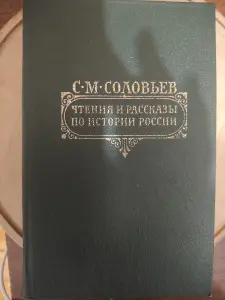 С·М·СОЛОВЬЕВ
ЧТЕНИЯ И РАССКАЗЫ
ПО ИСТОРИИ РОССИИ